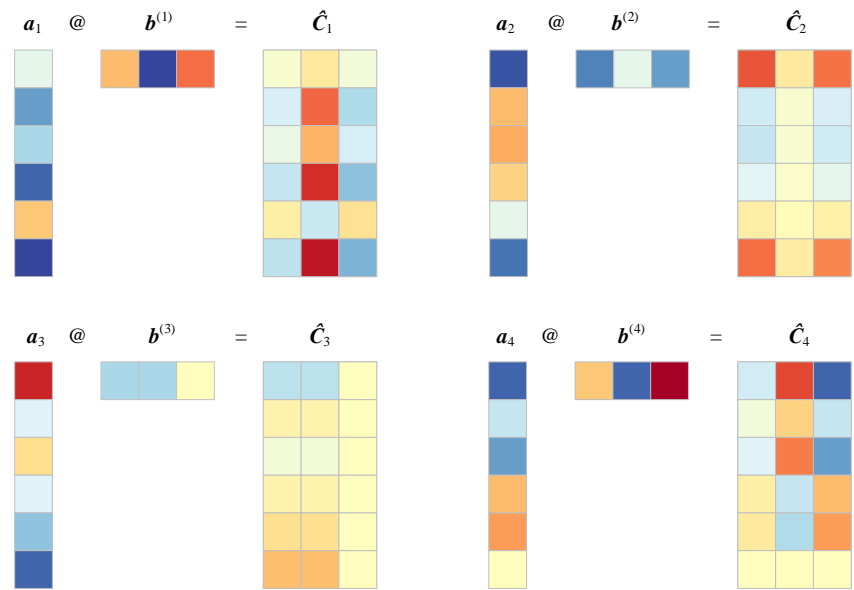 a₁ @ b⁽¹⁾ = Ĉ₁ a₂ @ b⁽²⁾ = Ĉ₂
a₃ @ b⁽³⁾ = Ĉ₃ a₄ @ b⁽⁴⁾ = Ĉ₄